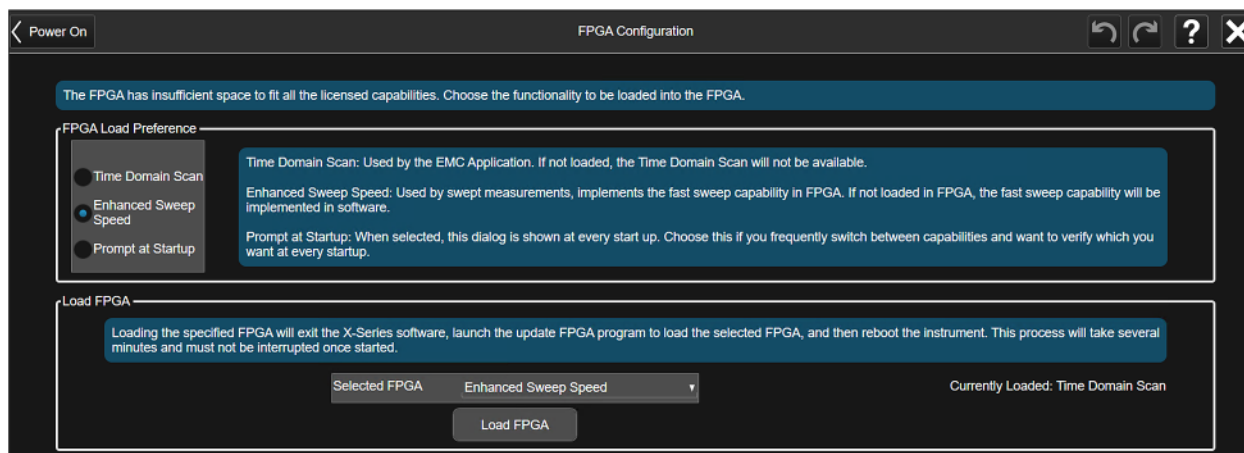 Power On
FPGA Configuration
?
The FPGA has insufficient space to fit all the licensed capabilities. Choose the functionality to be loaded into the FPGA.
FPGA Load Preference
Time Domain Scan
Enhanced Sweep
Speed
Prompt at Startup
Time Domain Scan: Used by the EMC Application. If not loaded, the Time Domain Scan will not be available.
Enhanced Sweep Speed: Used by swept measurements, implements the fast sweep capability in FPGA. If not loaded in FPGA, the fast sweep capability will be
implemented in software.
Prompt at Startup: When selected, this dialog is shown at every start up. Choose this if you frequently switch between capabilities and want to verify which you
want at every startup.
Load FPGA
Loading the specified FPGA will exit the X-Series software, launch the update FPGA program to load the selected FPGA, and then reboot the instrument. This process will take several
minutes and must not be interrupted once started.
Selected FPGA
Enhanced Sweep Speed
Currently Loaded: Time Domain Scan
Load FPGA